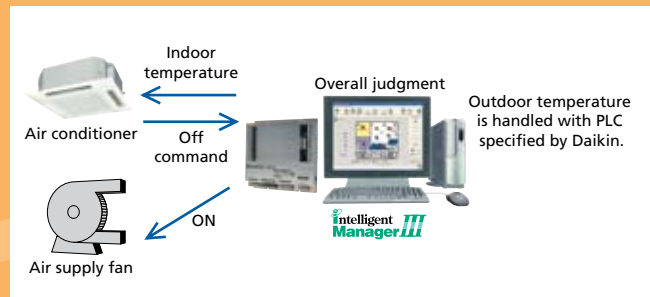 Indoor
temperature
Air conditioner
Off
command
ON
Air supply fan
Overall judgment
intelligent
Manager III
Outdoor temperature
is handled with PLC
specified by Daikin.